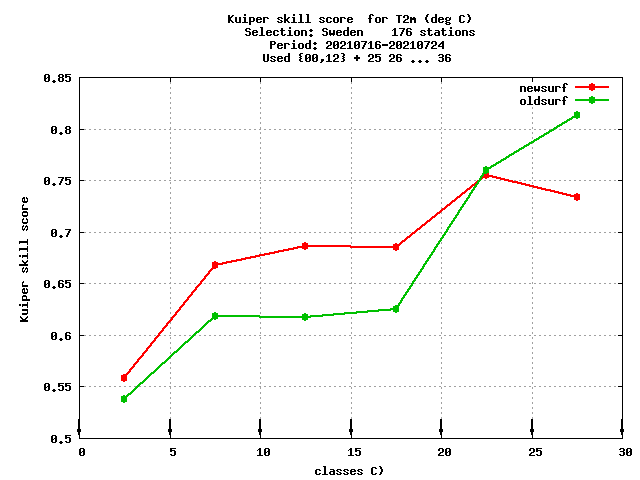 Kuiper skill score  for T2m (deg C)
Selection: Sweden    176 stations
Period: 20210716-20210724
Used {00,12} + 25 26 ... 36
newsurf
oldsurf
Kuiper skill score
0.85
0.8
0.75
0.7
0.65
0.6
0.55
0.5
0 5 10 15 20 25 30
classes C)